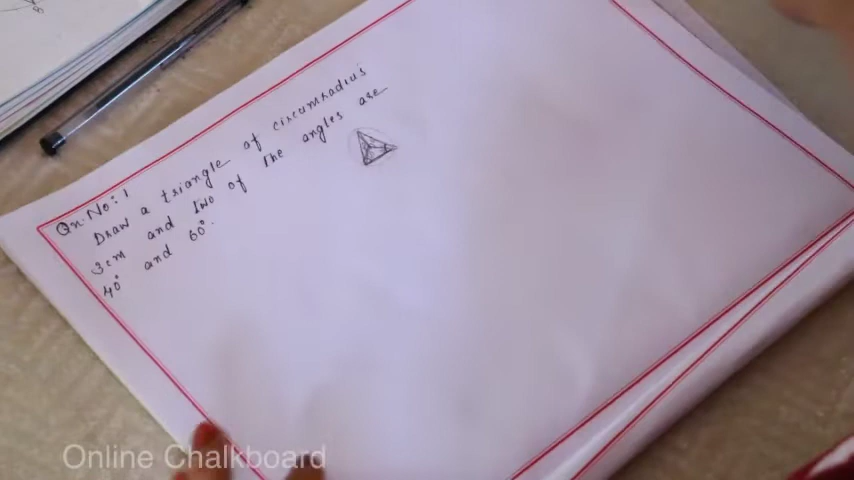 Qn.No:1
Draw a triangle of circumradius
3cm and two of the angles are
40° and 60°.
Online Chalkboard